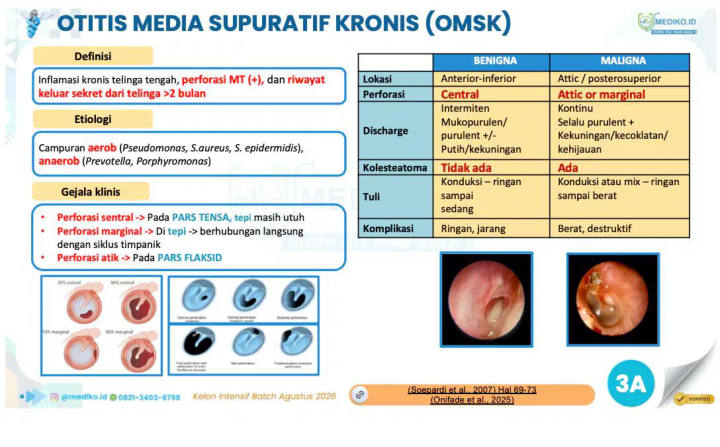 OTITIS MEDIA SUPURATIF KRONIS (OMSK)
MEDIKO.ID
Definisi
Inflamasi kronis telinga tengah, perforasi MT (+), dan riwayat
keluar sekret dari telinga >2 bulan
Etiologi
Campuran aerob (Pseudomonas, S.aureus, S. epidermidis),
anaerob (Prevotella, Porphyromonas)
Gejala klinis
• Perforasi sentral -> Pada PARS TENSA, tepi masih utuh
• Perforasi marginal -> Di tepi -> berhubungan langsung
dengan siklus timpanik
• Perforasi atik -> Pada PARS FLAKSID
BENIGNA MALIGNA
Lokasi Anterior-inferior Attic / posterosuperior
Perforasi Central Attic or marginal
Discharge
Intermiten
Mukopurulen/
purulent +/-
Putih/kekuningan
Kontinu
Selalu purulent +
Kekuningan/kecoklatan/
kehijauan
Kolesteatoma Tidak ada Ada
Tuli
Konduksi – ringan
sampai
sedang
Konduksi atau mix – ringan
sampai berat
Komplikasi Ringan, jarang Berat, destruktif
20% central 90% central
90% marginal
3A
@mediko.id 0821-3403-8758 Kelon Intensif Batch Agustus 2026
(Soepardi et al., 2007) Hal 69-73
(Onifade et al., 2025)
VERIFIED